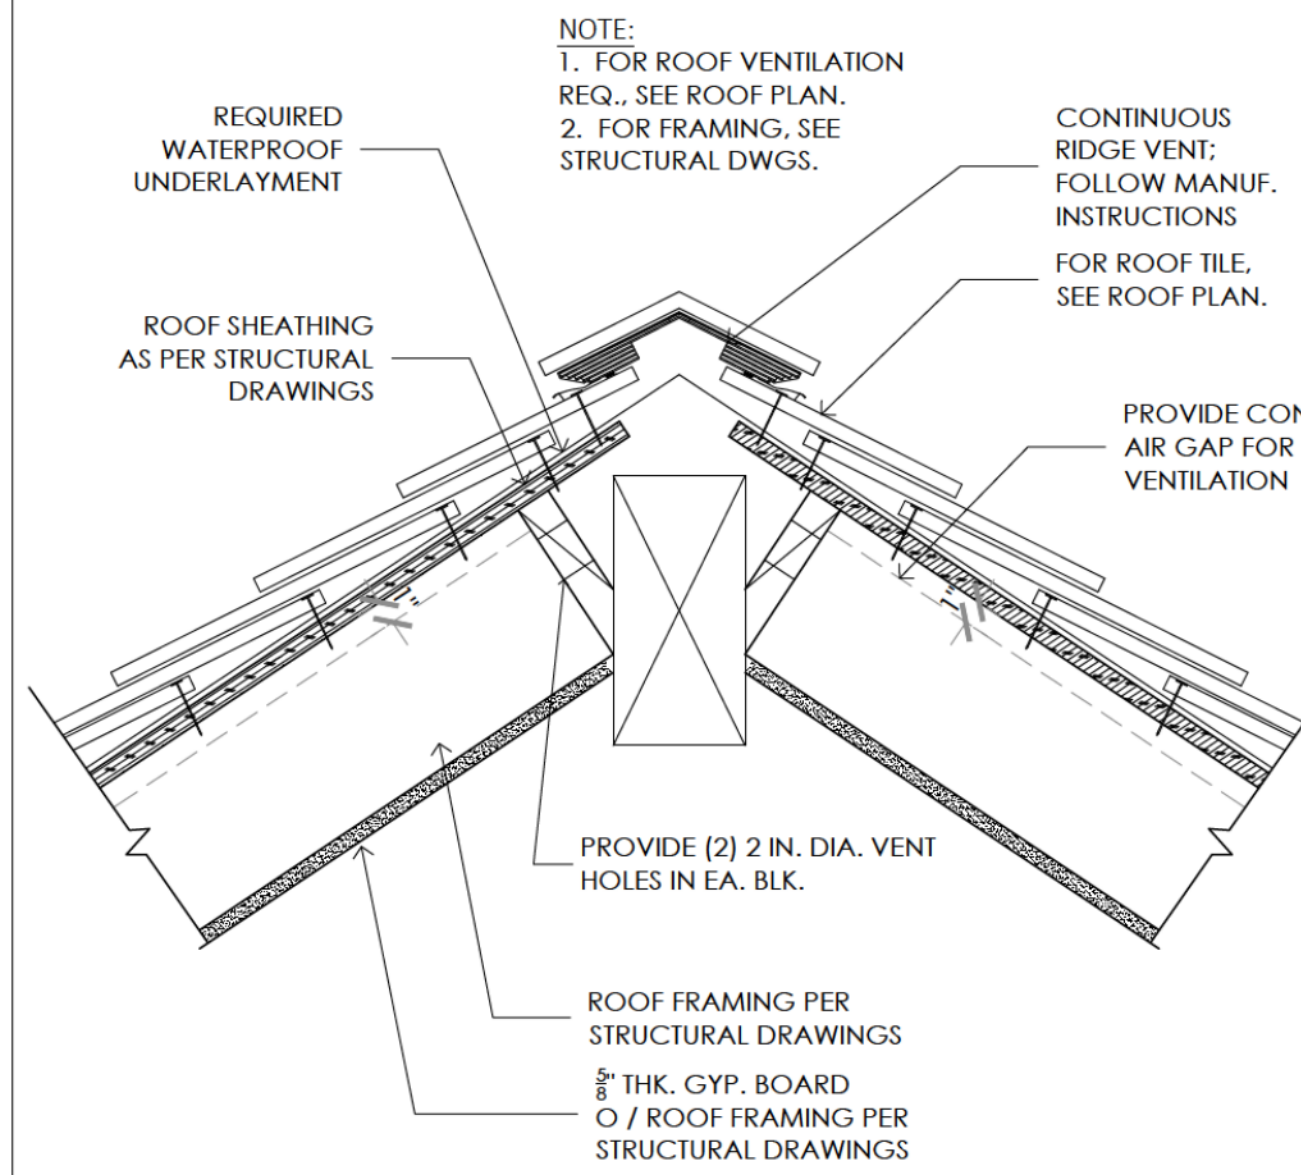 NOTE:
1. FOR ROOF VENTILATION
REQ., SEE ROOF PLAN.
2. FOR FRAMING, SEE
STRUCTURAL DWGS.
REQUIRED
WATERPROOF
UNDERLAYMENT
CONTINUOUS
RIDGE VENT;
FOLLOW MANUF.
INSTRUCTIONS
FOR ROOF TILE,
SEE ROOF PLAN.
ROOF SHEATHING
AS PER STRUCTURAL
DRAWINGS
PROVIDE CON
AIR GAP FOR
VENTILATION
1"
1"
PROVIDE (2) 2 IN. DIA. VENT
HOLES IN EA. BLK.
ROOF FRAMING PER
STRUCTURAL DRAWINGS
5/8" THK. GYP. BOARD
O / ROOF FRAMING PER
STRUCTURAL DRAWINGS